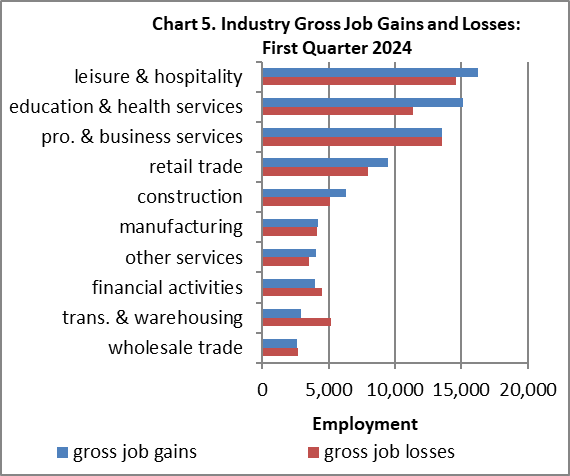 Chart 5. Industry Gross Job Gains and Losses:
First Quarter 2024
leisure & hospitality
education & health services
pro. & business services
retail trade
construction
manufacturing
other services
financial activities
trans. & warehousing
wholesale trade
0 5,000 10,000 15,000 20,000
Employment
gross job gains gross job losses